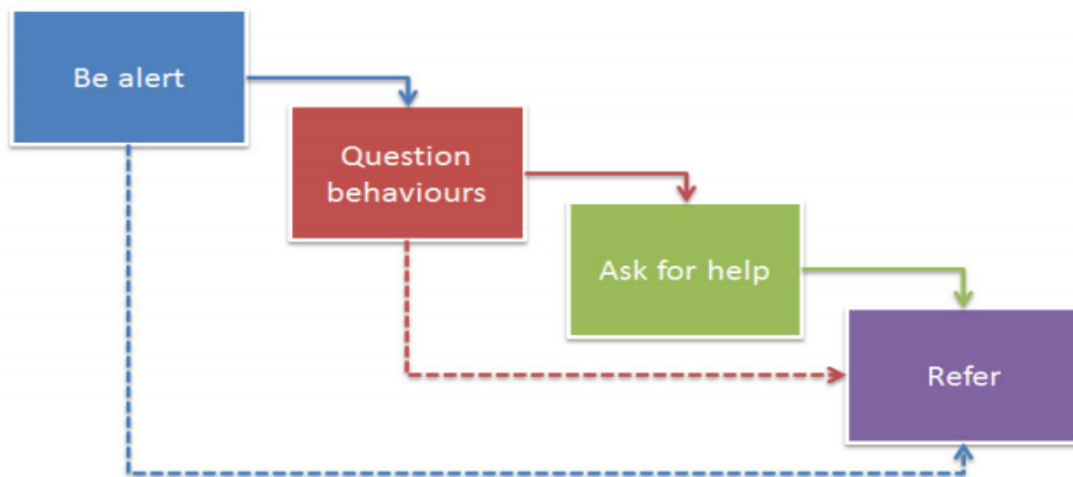 Be alert
Question
behaviours
Ask for help
Refer